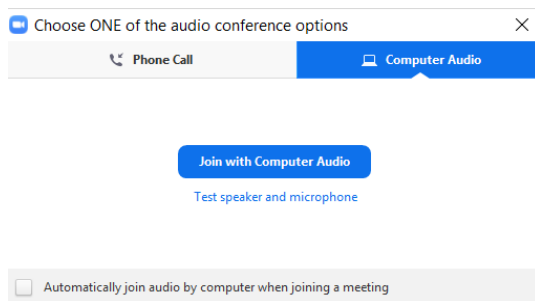 Choose ONE of the audio conference options
Phone Call
Computer Audio
Join with Computer Audio
Test speaker and microphone
Automatically join audio by computer when joining a meeting